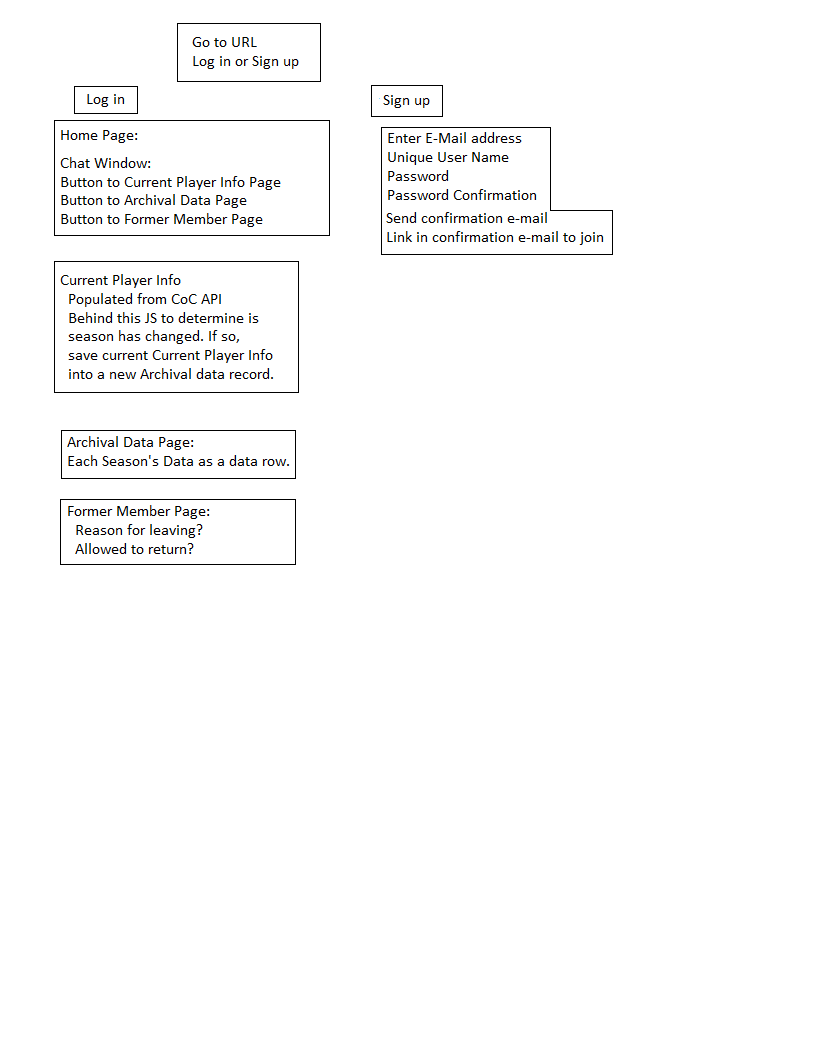 Go to URL
Log in or Sign up
Log in
Sign up
Home Page:
Chat Window:
Button to Current Player Info Page
Button to Archival Data Page
Button to Former Member Page
Enter E-Mail address
Unique User Name
Password
Password Confirmation
Send confirmation e-mail
Link in confirmation e-mail to join
Current Player Info
Populated from CoC API
Behind this JS to determine is
season has changed. If so,
save current Current Player Info
into a new Archival data record.
Archival Data Page:
Each Season's Data as a data row.
Former Member Page:
Reason for leaving?
Allowed to return?